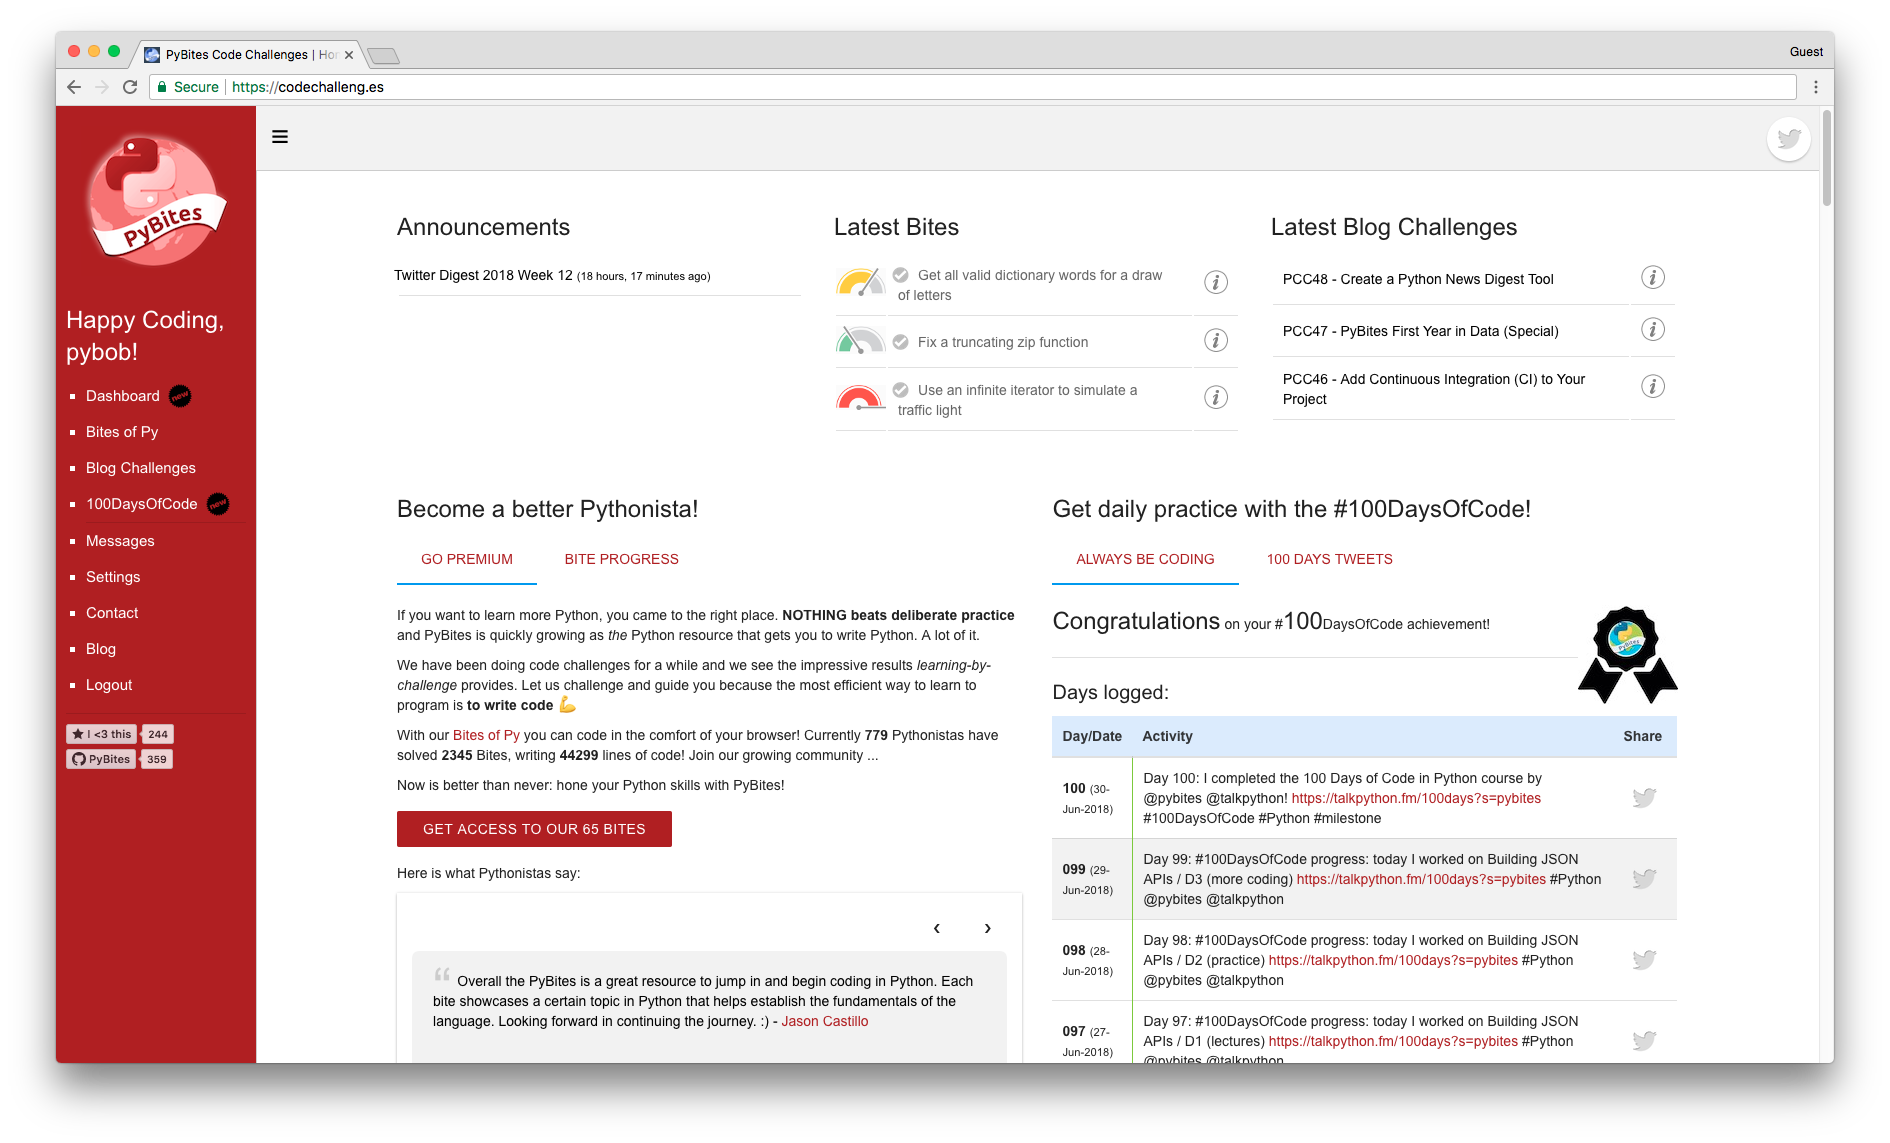 PyBites Code Challenges | Hor
Guest
Secure
https://codechalleng.es
PyBites
Happy Coding,
pybob!
Dashboard new
Bites of Py
Blog Challenges
100DaysOfCode new
Messages
Settings
Contact
Blog
Logout
I <3 this 244
PyBites 359
Announcements
Twitter Digest 2018 Week 12 (18 hours, 17 minutes ago)
Latest Bites
Get all valid dictionary words for a draw
of letters
Fix a truncating zip function
Use an infinite iterator to simulate a
traffic light
Latest Blog Challenges
PCC48 - Create a Python News Digest Tool
PCC47 - PyBites First Year in Data (Special)
PCC46 - Add Continuous Integration (CI) to Your
Project
Become a better Pythonista!
GO PREMIUM
BITE PROGRESS
If you want to learn more Python, you came to the right place. NOTHING beats deliberate practice
and PyBites is quickly growing as the Python resource that gets you to write Python. A lot of it.
We have been doing code challenges for a while and we see the impressive results learning-by-
challenge provides. Let us challenge and guide you because the most efficient way to learn to
program is to write code 💪
With our Bites of Py you can code in the comfort of your browser! Currently 779 Pythonistas have
solved 2345 Bites, writing 44299 lines of code! Join our growing community ...
Now is better than never: hone your Python skills with PyBites!
GET ACCESS TO OUR 65 BITES
Here is what Pythonistas say:
‹ ›
“ Overall the PyBites is a great resource to jump in and begin coding in Python. Each
bite showcases a certain topic in Python that helps establish the fundamentals of the
language. Looking forward in continuing the journey. :) - Jason Castillo
Get daily practice with the #100DaysOfCode!
ALWAYS BE CODING
100 DAYS TWEETS
Congratulations on your #100DaysOfCode achievement!
PyBites
Days logged:
Day/Date Activity Share
100 (30-
Jun-2018)
Day 100: I completed the 100 Days of Code in Python course by
@pybites @talkpython! https://talkpython.fm/100days?s=pybites
#100DaysOfCode #Python #milestone
099 (29-
Jun-2018)
Day 99: #100DaysOfCode progress: today I worked on Building JSON
APIs / D3 (more coding) https://talkpython.fm/100days?s=pybites #Python
@pybites @talkpython
098 (28-
Jun-2018)
Day 98: #100DaysOfCode progress: today I worked on Building JSON
APIs / D2 (practice) https://talkpython.fm/100days?s=pybites #Python
@pybites @talkpython
097 (27-
Jun-2018)
Day 97: #100DaysOfCode progress: today I worked on Building JSON
APIs / D1 (lectures) https://talkpython.fm/100days?s=pybites #Python
@pybites @talkpython